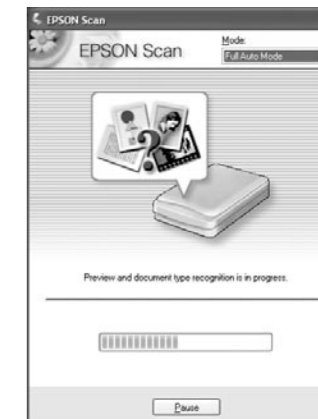 EPSON Scan
EPSON Scan
Mode:
Full Auto Mode
?
Preview and document type recognition is in progress.
Pause